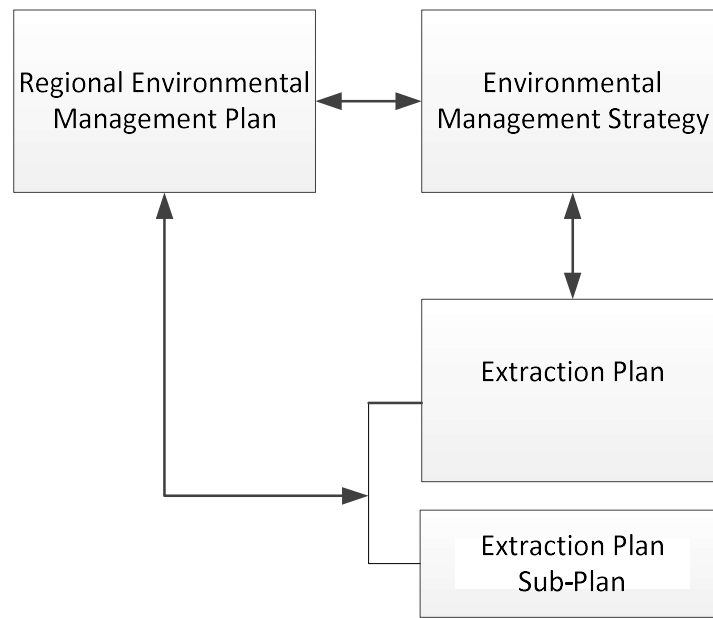 Regional Environmental
Management Plan
Environmental
Management Strategy
Extraction Plan
Extraction Plan
Sub-Plan